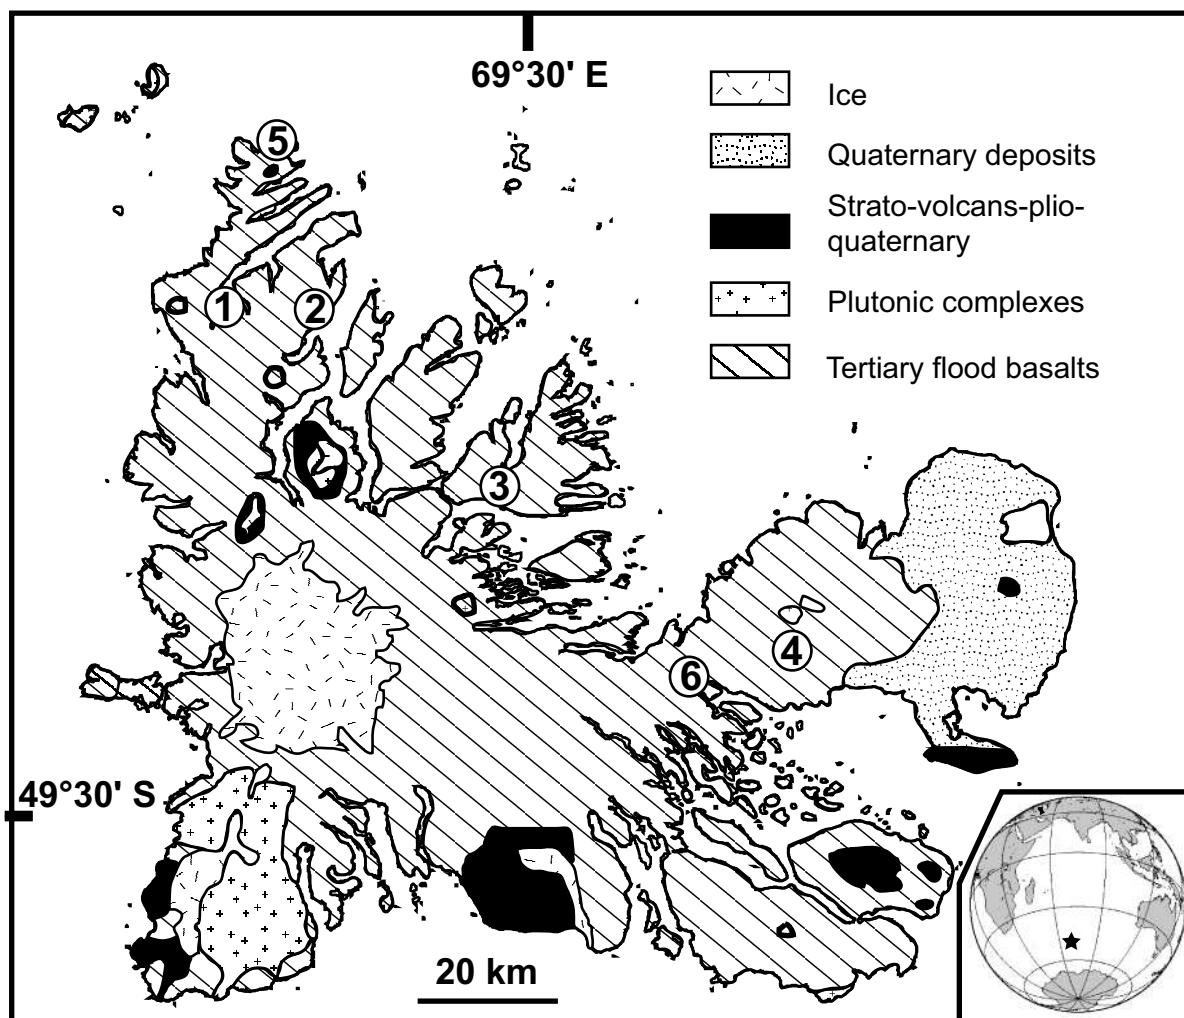 69°30' E
Ice
Quaternary deposits
Strato-volcans-plio-
quaternary
Plutonic complexes
Tertiary flood basalts
5
1
2
3
4
6
49°30' S
20 km